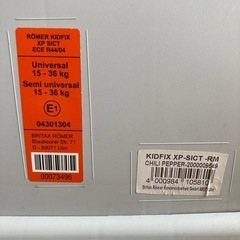 RÖMER KIDFIX
XP SICT
ECE R44/04
Universal
15 - 36 kg
Semi universal
15 - 36 kg
E1
04301304
BRITAX RÖMER
Blaubeurer Str. 71
D - 89077 Ulm
00073496
KIDFIX XP-SICT -RM
CHILI PEPPER-2000009549
4 000984 105810